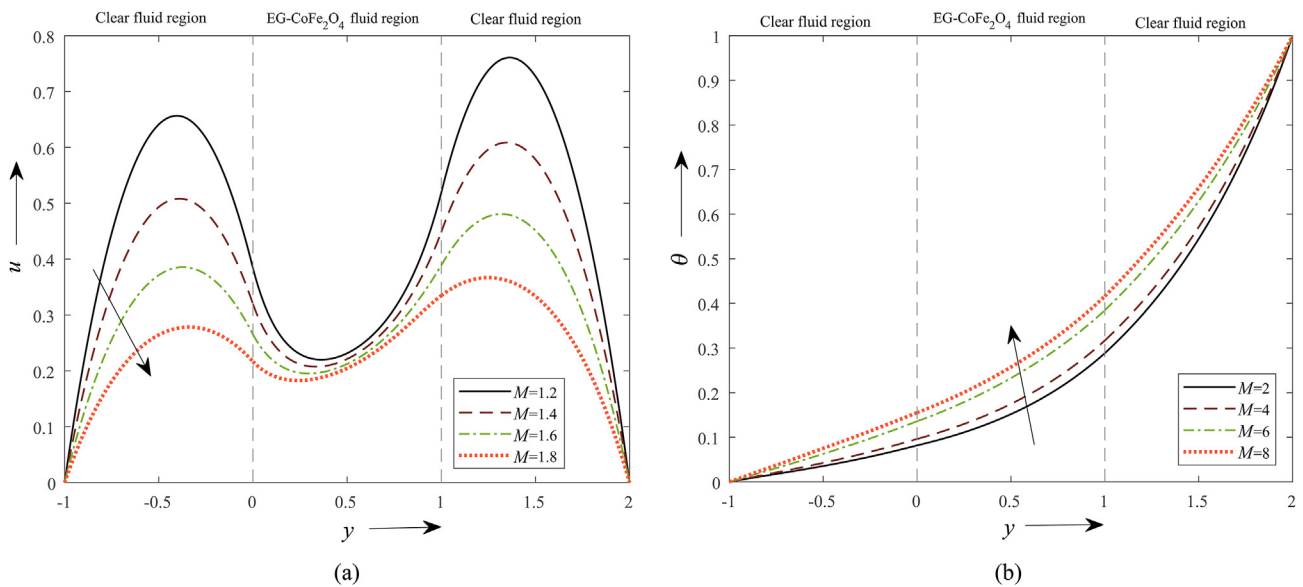 Clear fluid region EG-CoFe₂O₄ fluid region Clear fluid region
0.8
0.7
0.6
0.5
0.4
0.3
0.2
0.1
0
u
-1 -0.5 0 0.5 1 1.5 2
y
M=1.2
M=1.4
M=1.6
M=1.8
(a)
Clear fluid region EG-CoFe₂O₄ fluid region Clear fluid region
1
0.9
0.8
0.7
0.6
0.5
0.4
0.3
0.2
0.1
0
θ
-1 -0.5 0 0.5 1 1.5 2
y
M=2
M=4
M=6
M=8
(b)